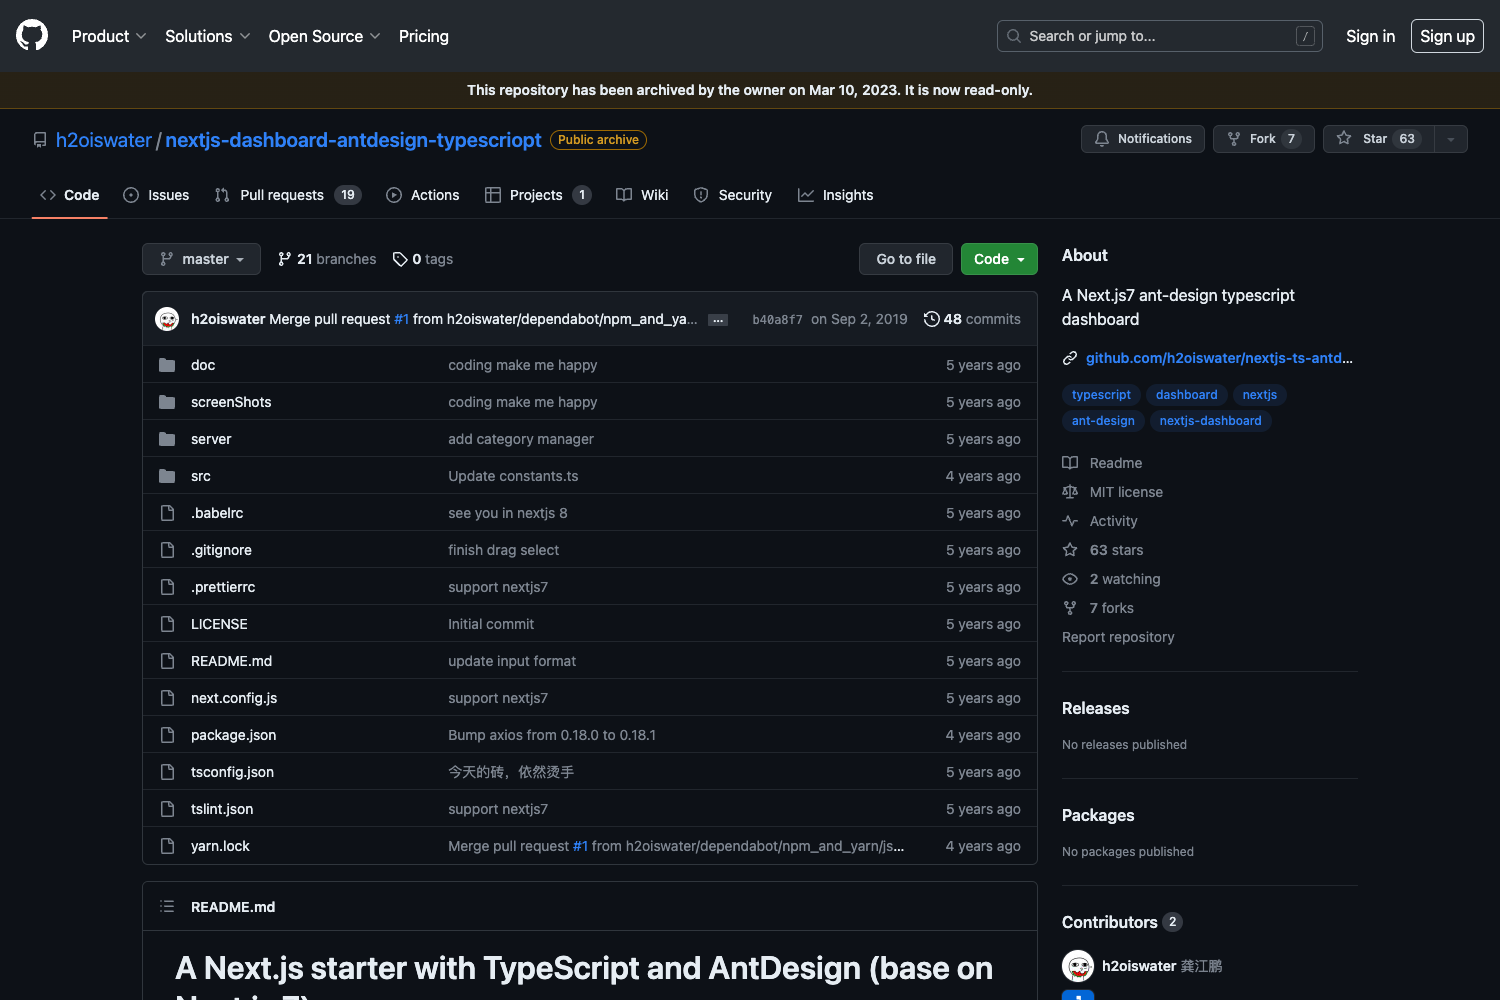 Product Solutions Open Source Pricing Search or jump to... / Sign in Sign up
This repository has been archived by the owner on Mar 10, 2023. It is now read-only.
h2oiswater / nextjs-dashboard-antdesign-typescriopt Public archive Notifications Fork 7 Star 63
Code Issues Pull requests 19 Actions Projects 1 Wiki Security Insights
master 21 branches 0 tags Go to file Code
h2oiswater Merge pull request #1 from h2oiswater/dependabot/npm_and_ya... ... b40a8f7 on Sep 2, 2019 48 commits
doc coding make me happy 5 years ago
screenShots coding make me happy 5 years ago
server add category manager 5 years ago
src Update constants.ts 4 years ago
.babelrc see you in nextjs 8 5 years ago
.gitignore finish drag select 5 years ago
.prettierrc support nextjs7 5 years ago
LICENSE Initial commit 5 years ago
README.md update input format 5 years ago
next.config.js support nextjs7 5 years ago
package.json Bump axios from 0.18.0 to 0.18.1 4 years ago
tsconfig.json 今天的砖，依然烫手 5 years ago
tslint.json support nextjs7 5 years ago
yarn.lock Merge pull request #1 from h2oiswater/dependabot/npm_and_yarn/js... 4 years ago
README.md
A Next.js starter with TypeScript and AntDesign (base on
About
A Next.js7 ant-design typescript
dashboard
github.com/h2oiswater/nextjs-ts-antd...
typescript dashboard nextjs
ant-design nextjs-dashboard
Readme
MIT license
Activity
63 stars
2 watching
7 forks
Report repository
Releases
No releases published
Packages
No packages published
Contributors 2
h2oiswater 龚江鹏